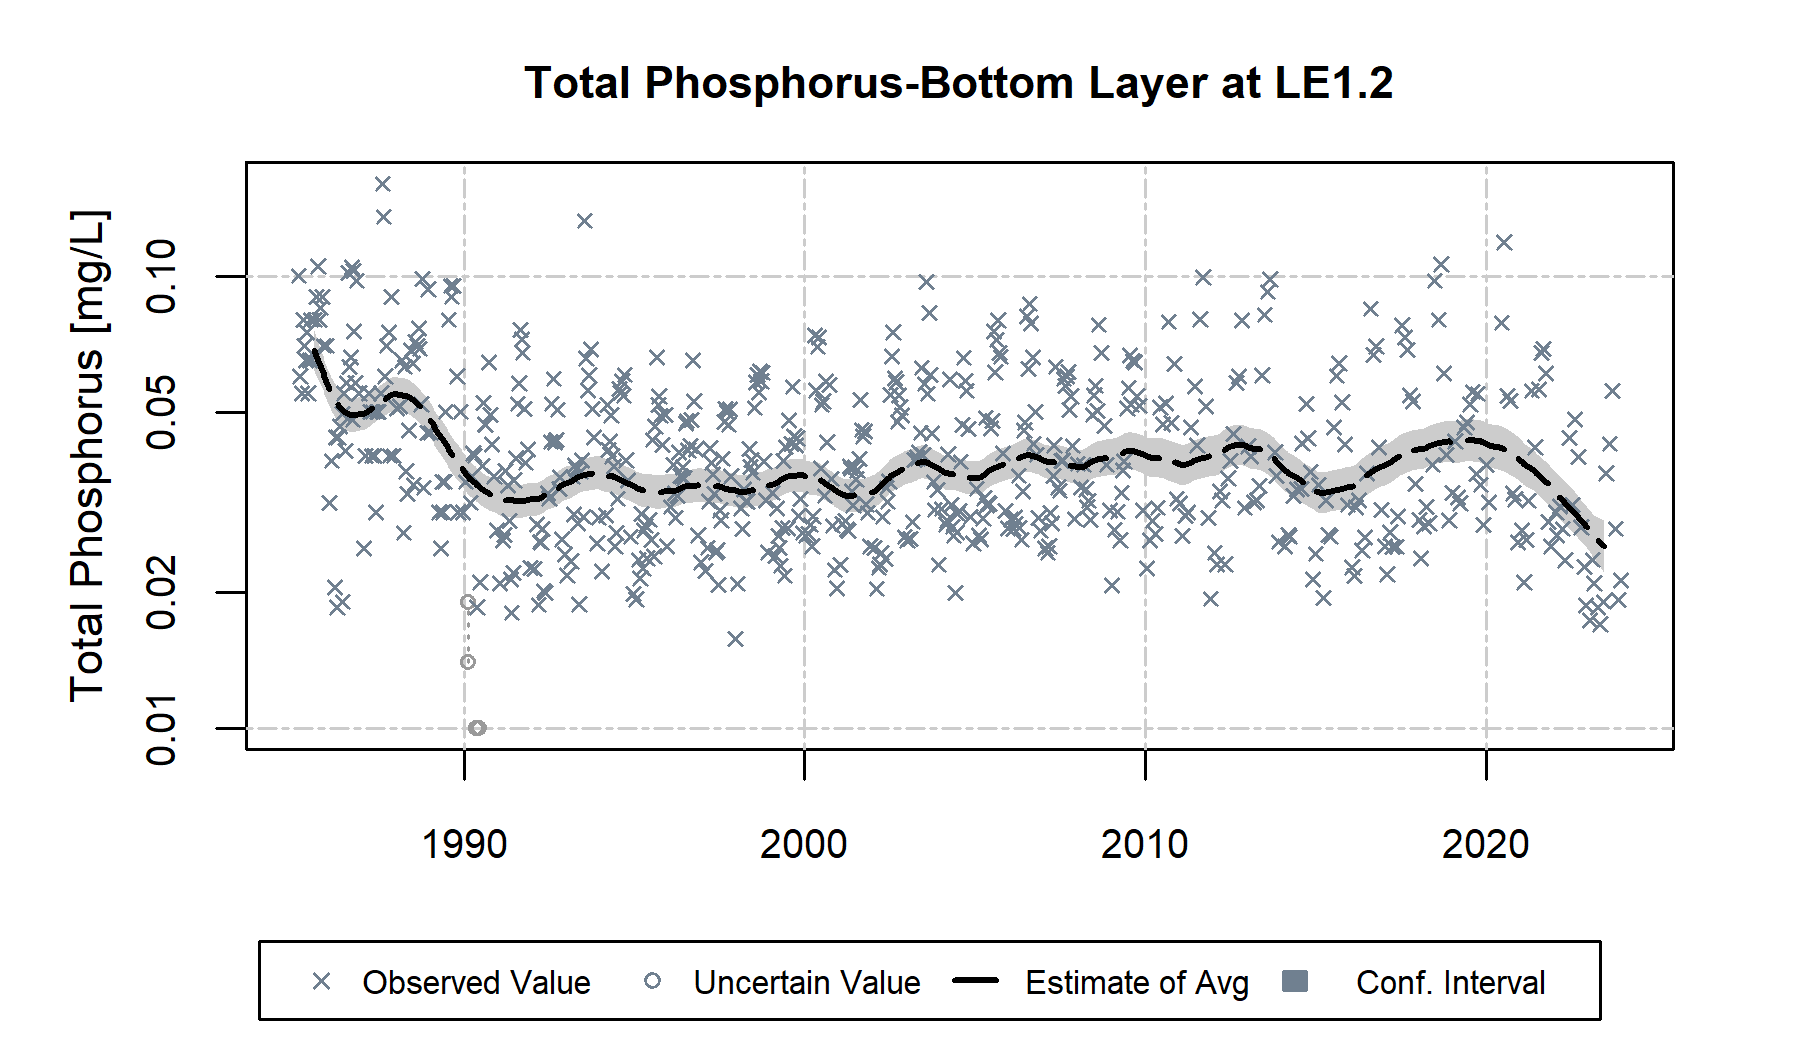 Total Phosphorus-Bottom Layer at LE1.2
Total Phosphorus [mg/L]
0.10
0.05
0.02
0.01
1990 2000 2010 2020
Observed Value Uncertain Value Estimate of Avg Conf. Interval